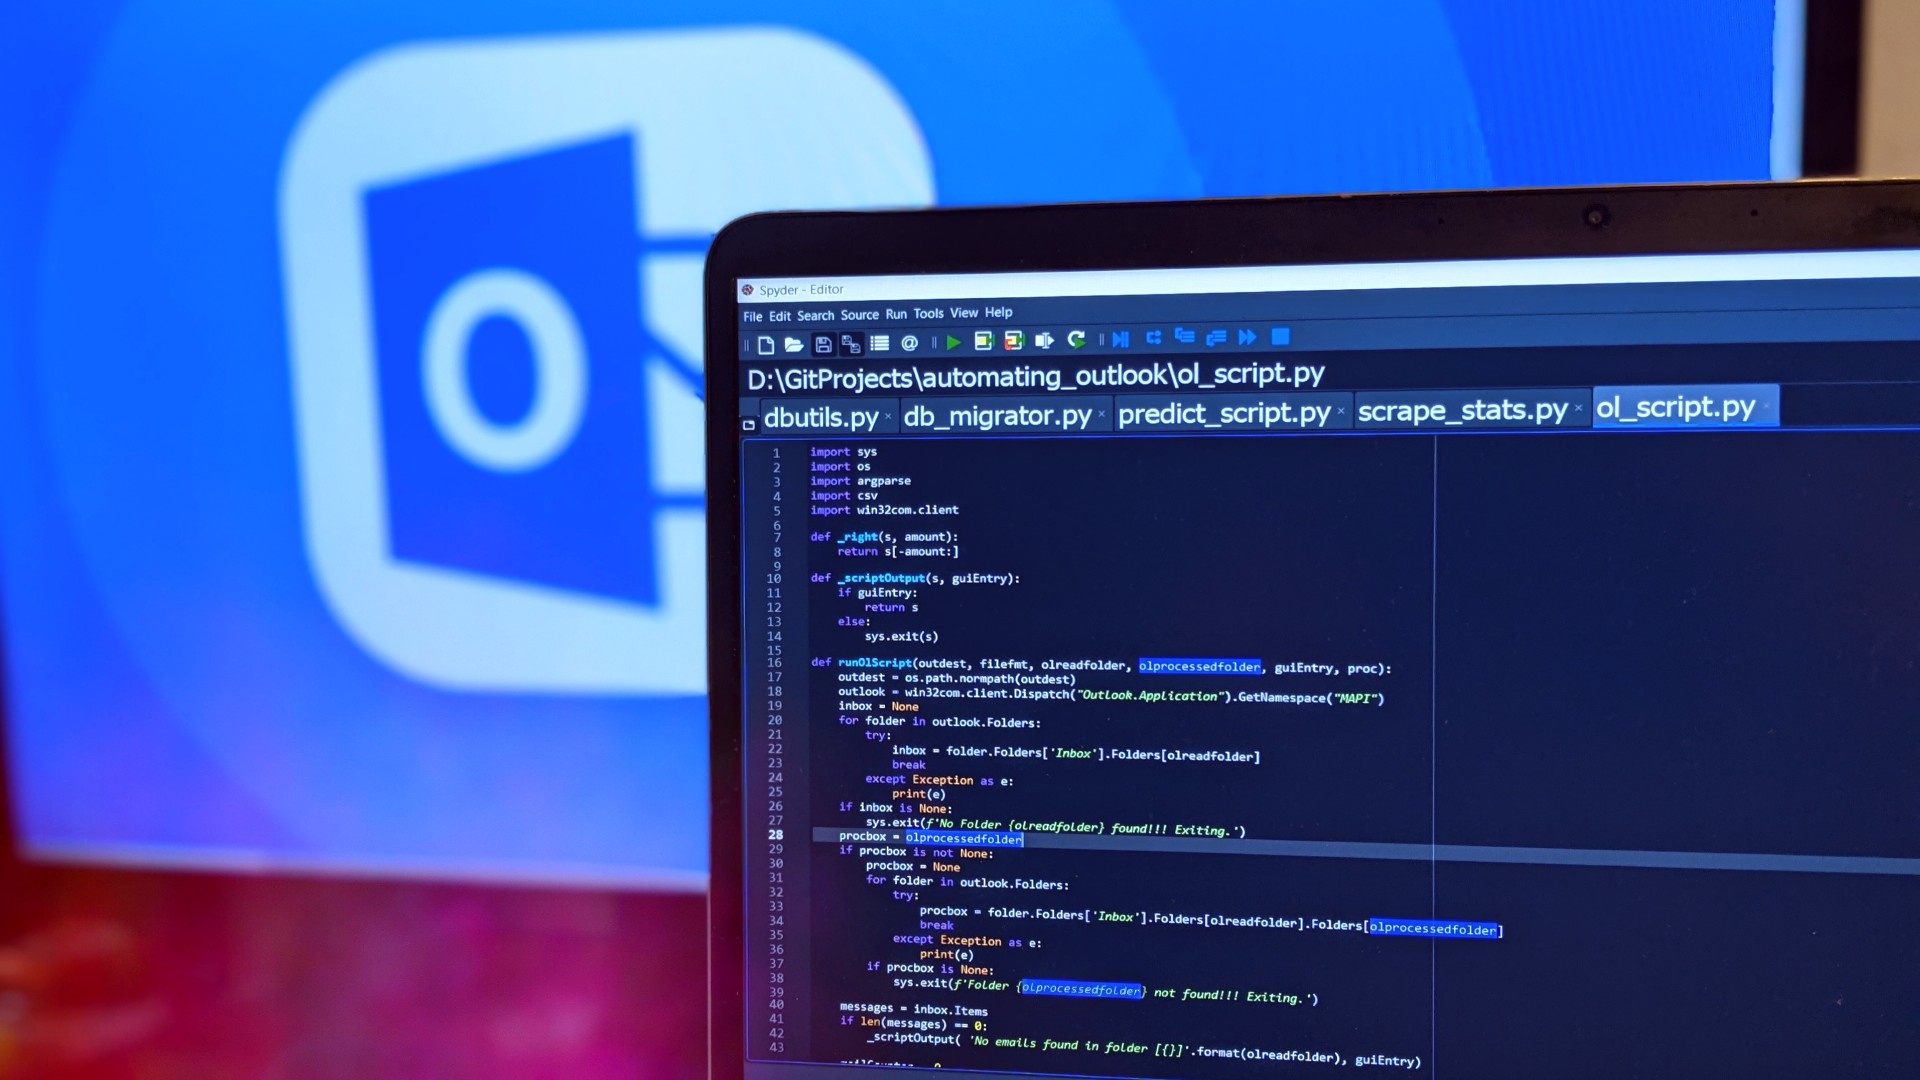 O
Spyder - Editor
File Edit Search Source Run Tools View Help
D:\GitProjects\automating_outlook\ol_script.py
dbutils.py db_migrator.py predict_script.py scrape_stats.py ol_script.py
1 import sys
2 import os
3 import argparse
4 import csv
5 import win32com.client
6
7 def _right(s, amount):
8 return s[-amount:]
9
10 def _scriptOutput(s, guiEntry):
11 if guiEntry:
12 return s
13 else:
14 sys.exit(s)
15
16 def runOlScript(outdest, filefmt, olreadfolder, olprocessedfolder, guiEntry, proc):
17 outdest = os.path.normpath(outdest)
18 outlook = win32com.client.Dispatch("Outlook.Application").GetNamespace("MAPI")
19 inbox = None
20 for folder in outlook.Folders:
21 try:
22 inbox = folder.Folders['Inbox'].Folders[olreadfolder]
23 break
24 except Exception as e:
25 print(e)
26 if inbox is None:
27 sys.exit(f'No Folder {olreadfolder} found!!! Exiting.')
28 procbox = olprocessedfolder
29 if procbox is not None:
30 procbox = None
31 for folder in outlook.Folders:
32 try:
33 procbox = folder.Folders['Inbox'].Folders[olreadfolder].Folders[olprocessedfolder]
34 break
35 except Exception as e:
36 print(e)
37 if procbox is None:
38 sys.exit(f'Folder {olprocessedfolder} not found!!! Exiting.')
39
40 messages = inbox.Items
41 if len(messages) == 0:
42 _scriptOutput( 'No emails found in folder [{}]'.format(olreadfolder), guiEntry)
43